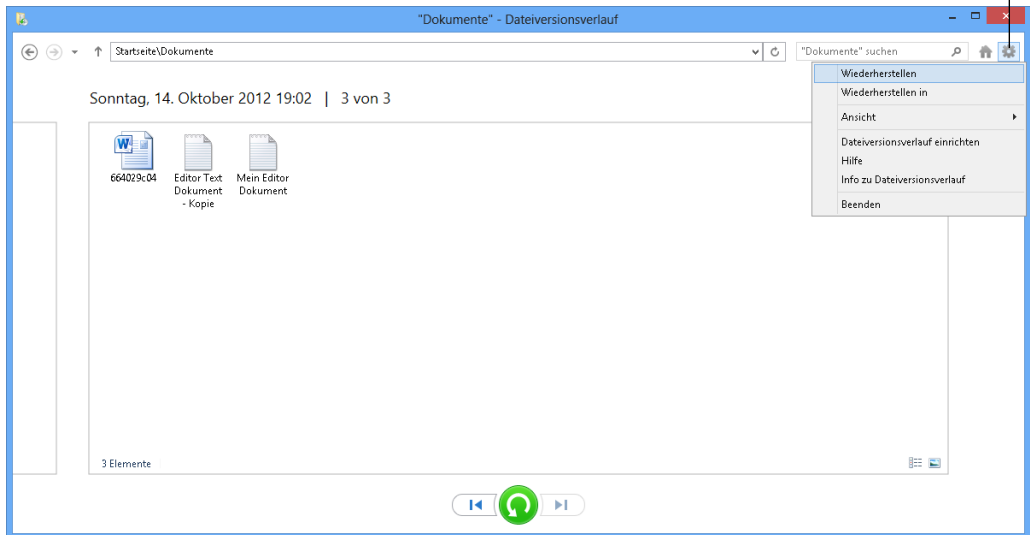 "Dokumente" - Dateiversionsverlauf
Startseite\Dokumente
"Dokumente" suchen
Wiederherstellen
Wiederherstellen in
Ansicht
Dateiversionsverlauf einrichten
Hilfe
Info zu Dateiversionsverlauf
Beenden
Sonntag, 14. Oktober 2012 19:02 | 3 von 3
W
664029c04
Editor Text
Dokument
- Kopie
Mein Editor
Dokument
3 Elemente